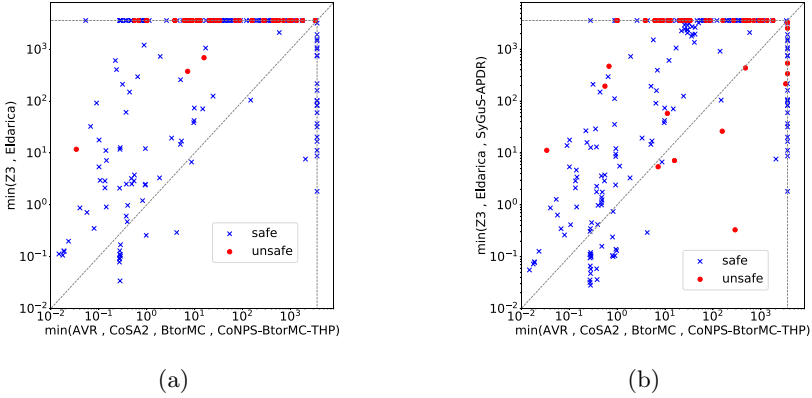 min(Z3 , Eldarica)
10^3
10^2
10^1
10^0
10^-1
10^-2
10^-2 10^-1 10^0 10^1 10^2 10^3
min(AVR , CoSA2 , BtorMC , CoNPS-BtorMC-THP)
safe
unsafe
(a)
min(Z3 , Eldarica , SyGuS-APDR)
10^3
10^2
10^1
10^0
10^-1
10^-2
10^-2 10^-1 10^0 10^1 10^2 10^3
min(AVR , CoSA2 , BtorMC , CoNPS-BtorMC-THP)
safe
unsafe
(b)